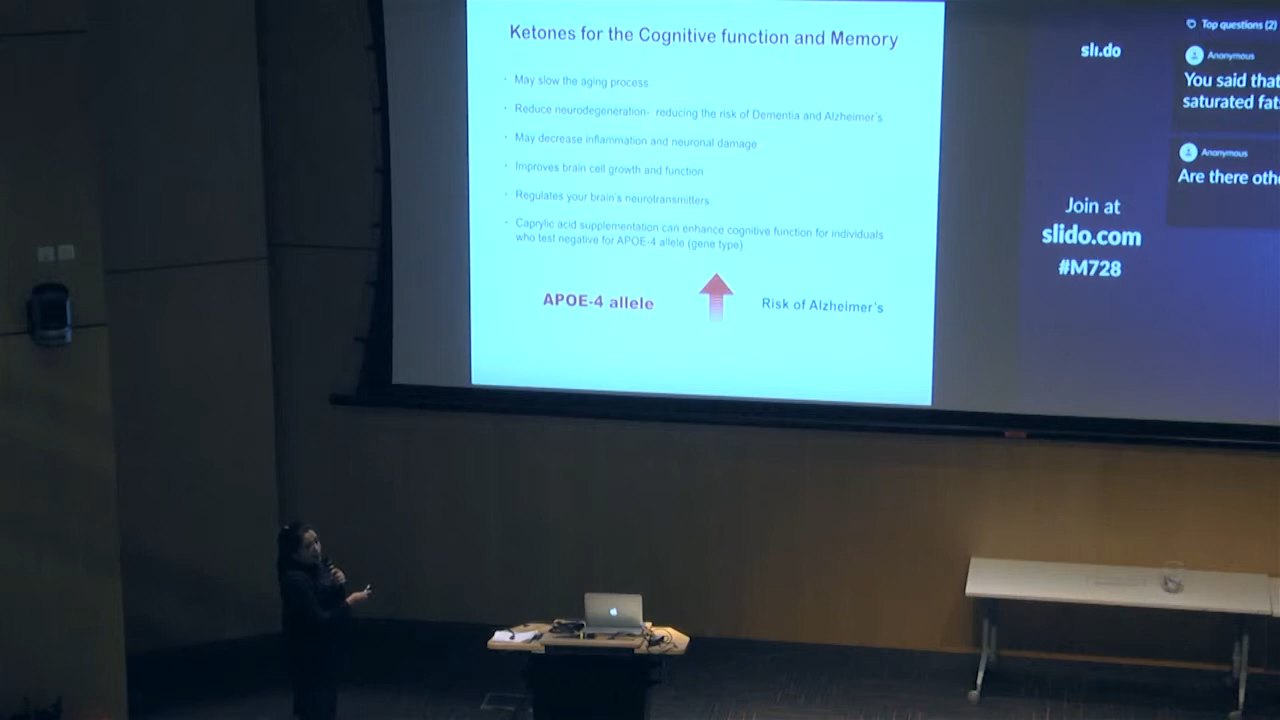 Ketones for the Cognitive function and Memory
· May slow the aging process
· Reduce neurodegeneration- reducing the risk of Dementia and Alzheimer's
· May decrease inflammation and neuronal damage
· Improves brain cell growth and function
· Regulates your brain's neurotransmitters
· Caprylic acid supplementation can enhance cognitive function for individuals
who test negative for APOE-4 allele (gene type)
APOE-4 allele
Risk of Alzheimer's
sli.do
Join at
slido.com
#M728
Top questions (2)
Anonymous
You said that
saturated fats
Anonymous
Are there